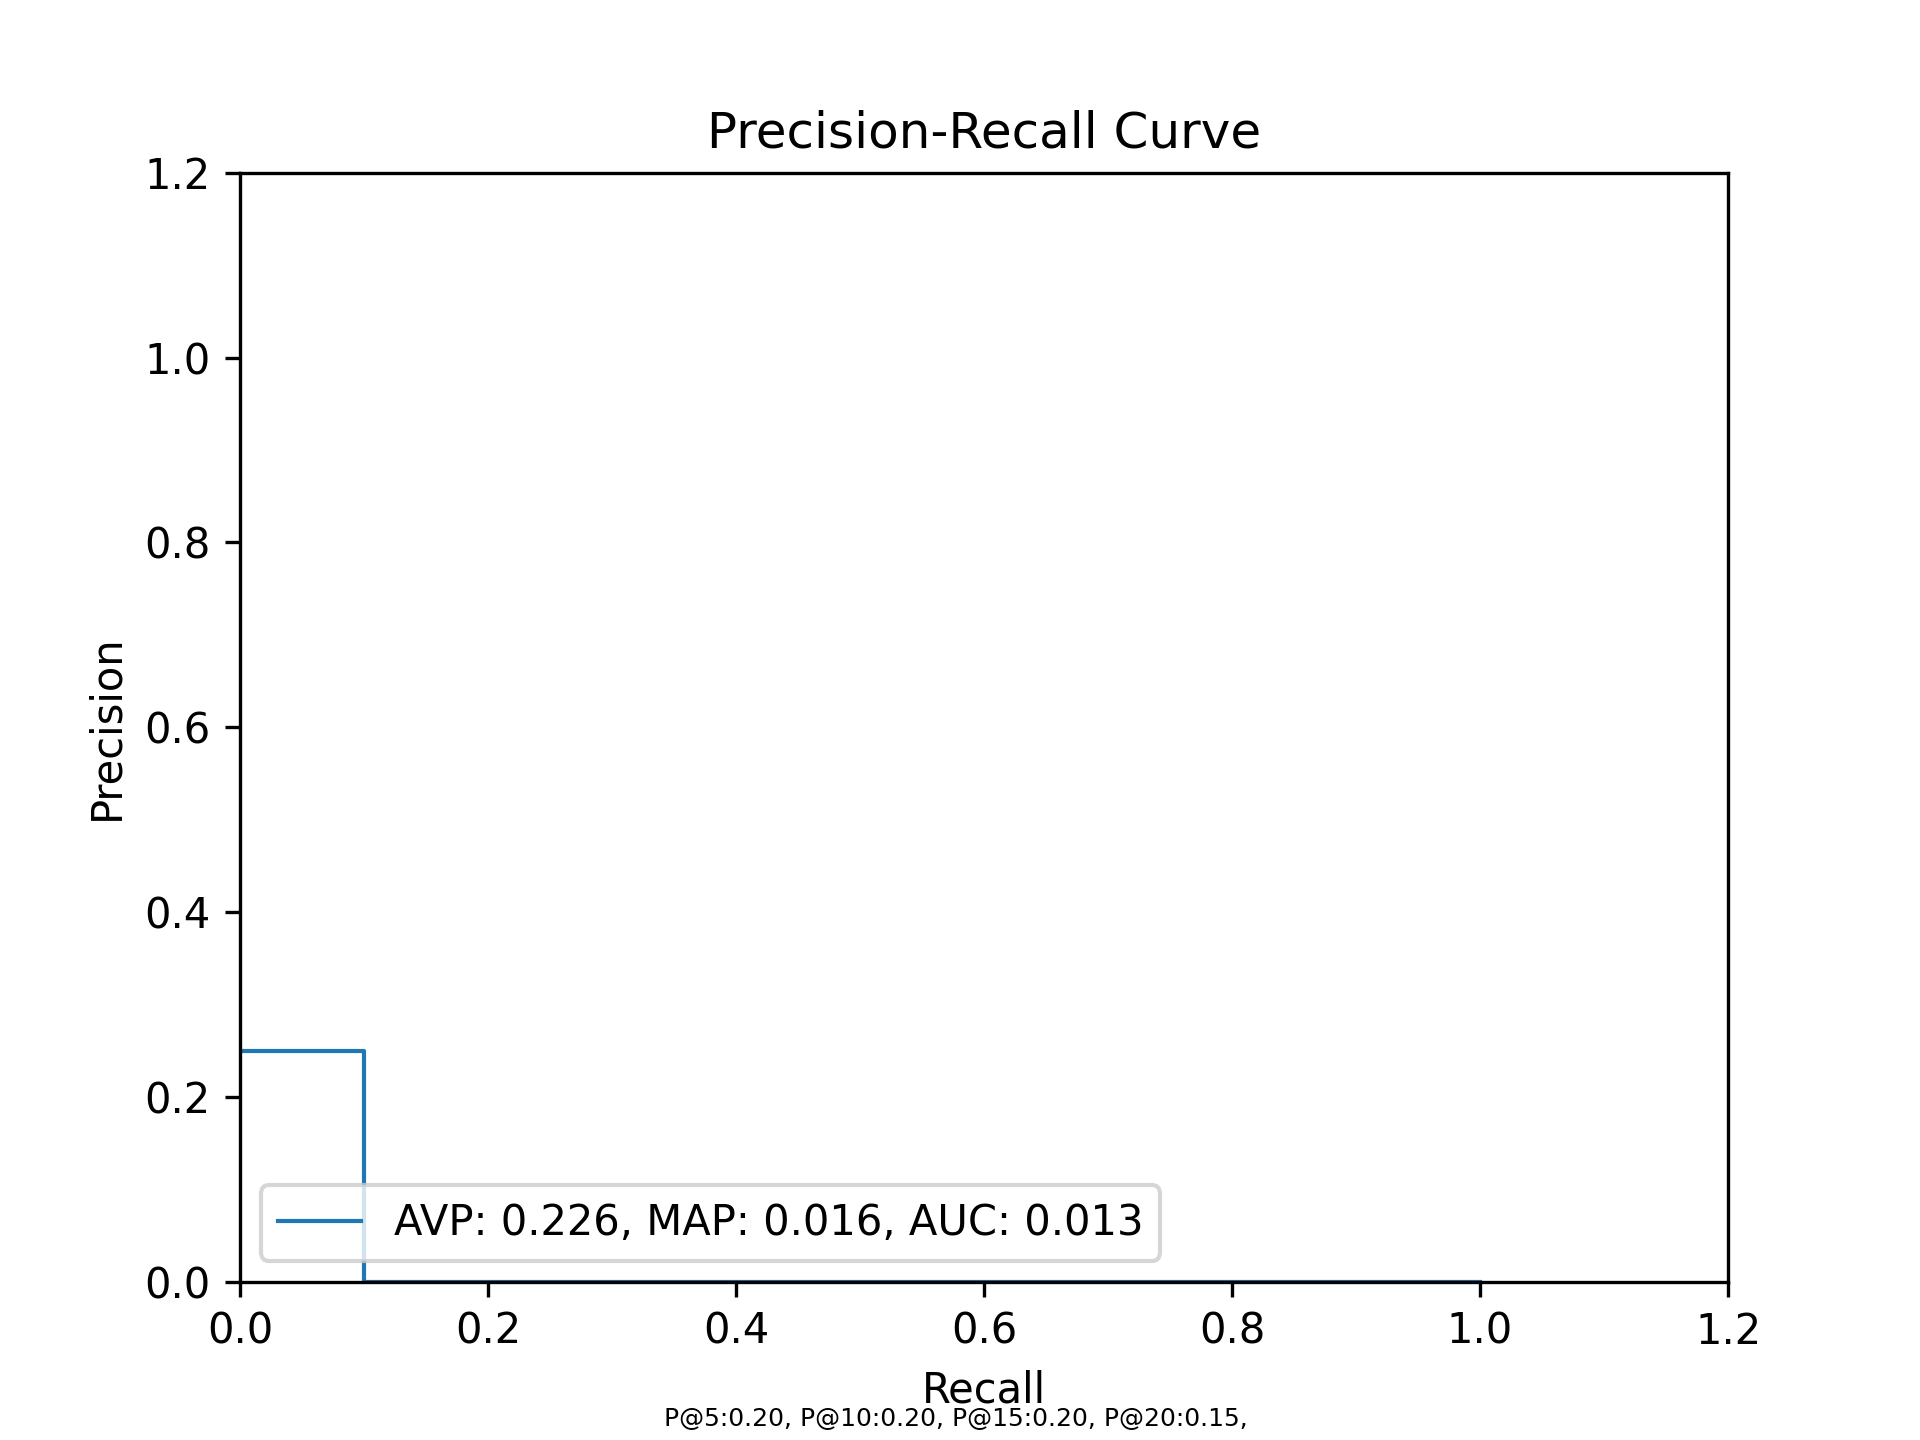 Precision-Recall Curve
1.2
1.0
0.8
0.6
0.4
0.2
0.0
Precision
AVP: 0.226, MAP: 0.016, AUC: 0.013
0.0 0.2 0.4 0.6 0.8 1.0 1.2
Recall
P@5:0.20, P@10:0.20, P@15:0.20, P@20:0.15,